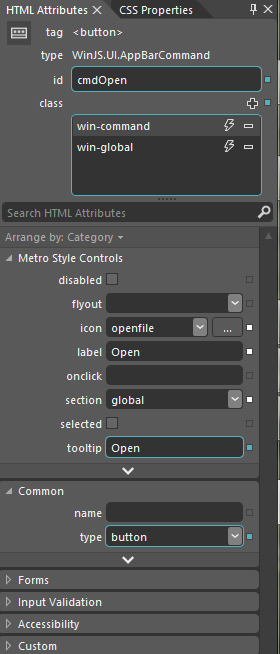 HTML Attributes × CSS Properties
tag <button>
type WinJS.UI.AppBarCommand
id cmdOpen
class
win-command
win-global
Search HTML Attributes
Arrange by: Category
Metro Style Controls
disabled
flyout
icon openfile ...
label Open
onclick
section global
selected
tooltip Open
Common
name
type button
Forms
Input Validation
Accessibility
Custom